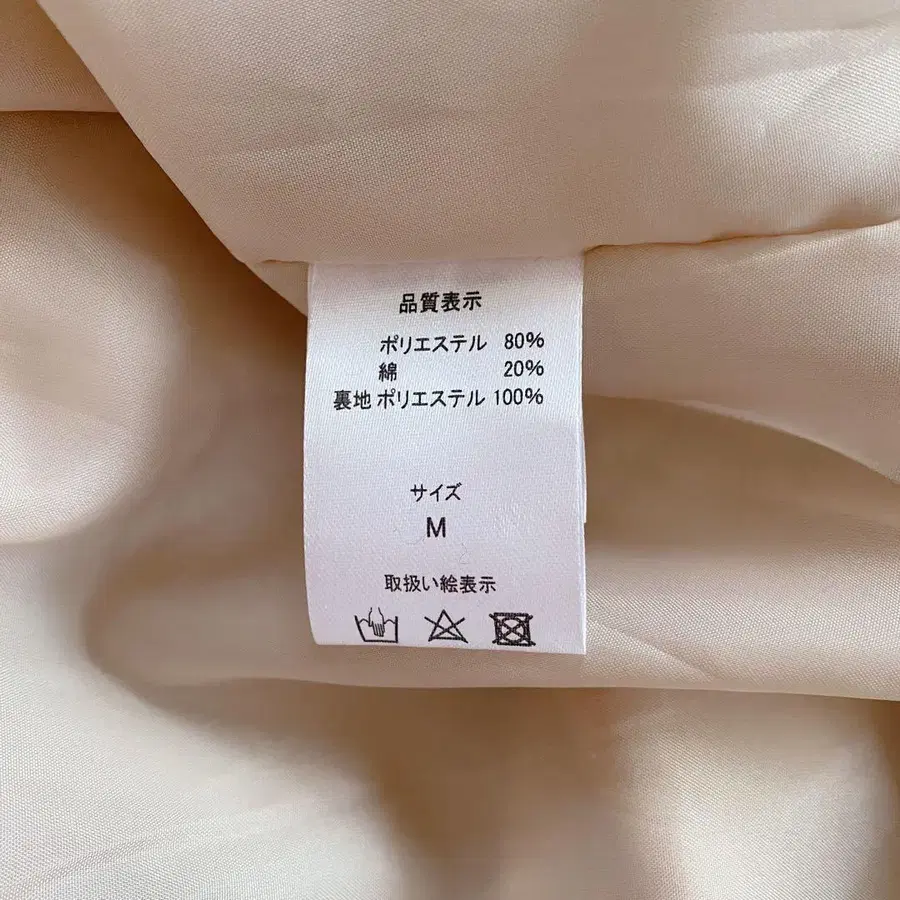 品質表示
ポリエステル 80%
綿 20%
裏地 ポリエステル 100%
サイズ
M
取扱い絵表示